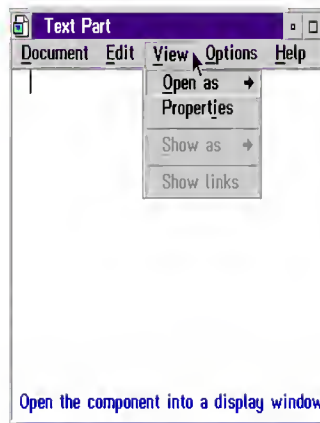 Text Part
Document Edit View Options Help
Open as
Properties
Show as
Show links
Open the component into a display window